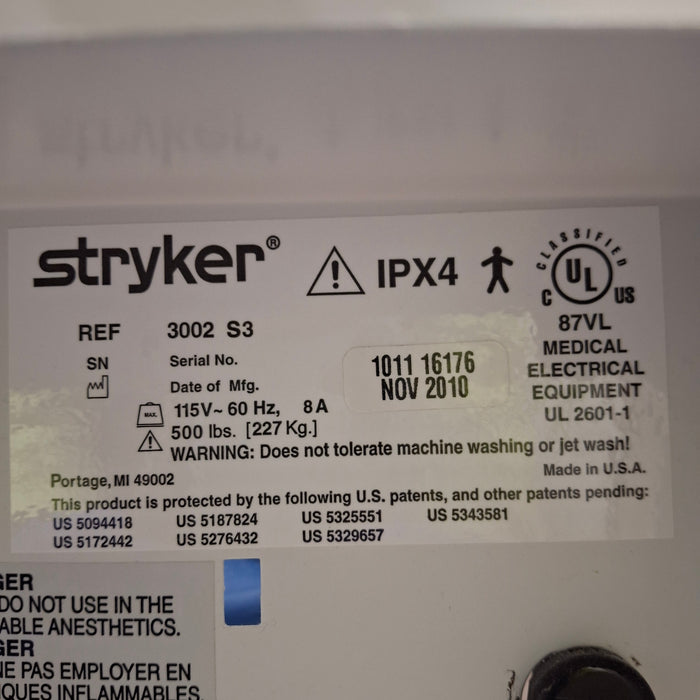 stryker®
IPX4
CLASSIFIED
UL
C US
87VL
MEDICAL
ELECTRICAL
EQUIPMENT
UL 2601-1
REF 3002 S3
SN Serial No.
Date of Mfg.
1011 16176
NOV 2010
MAX. 115V~ 60 Hz, 8A
500 lbs. [227 Kg.]
WARNING: Does not tolerate machine washing or jet wash!
Portage, MI 49002
Made in U.S.A.
This product is protected by the following U.S. patents, and other patents pending:
US 5094418 US 5187824 US 5325551 US 5343581
US 5172442 US 5276432 US 5329657
GER
DO NOT USE IN THE
ABLE ANESTHETICS.
GER
NE PAS EMPLOYER EN
QUES INFLAMMABLES